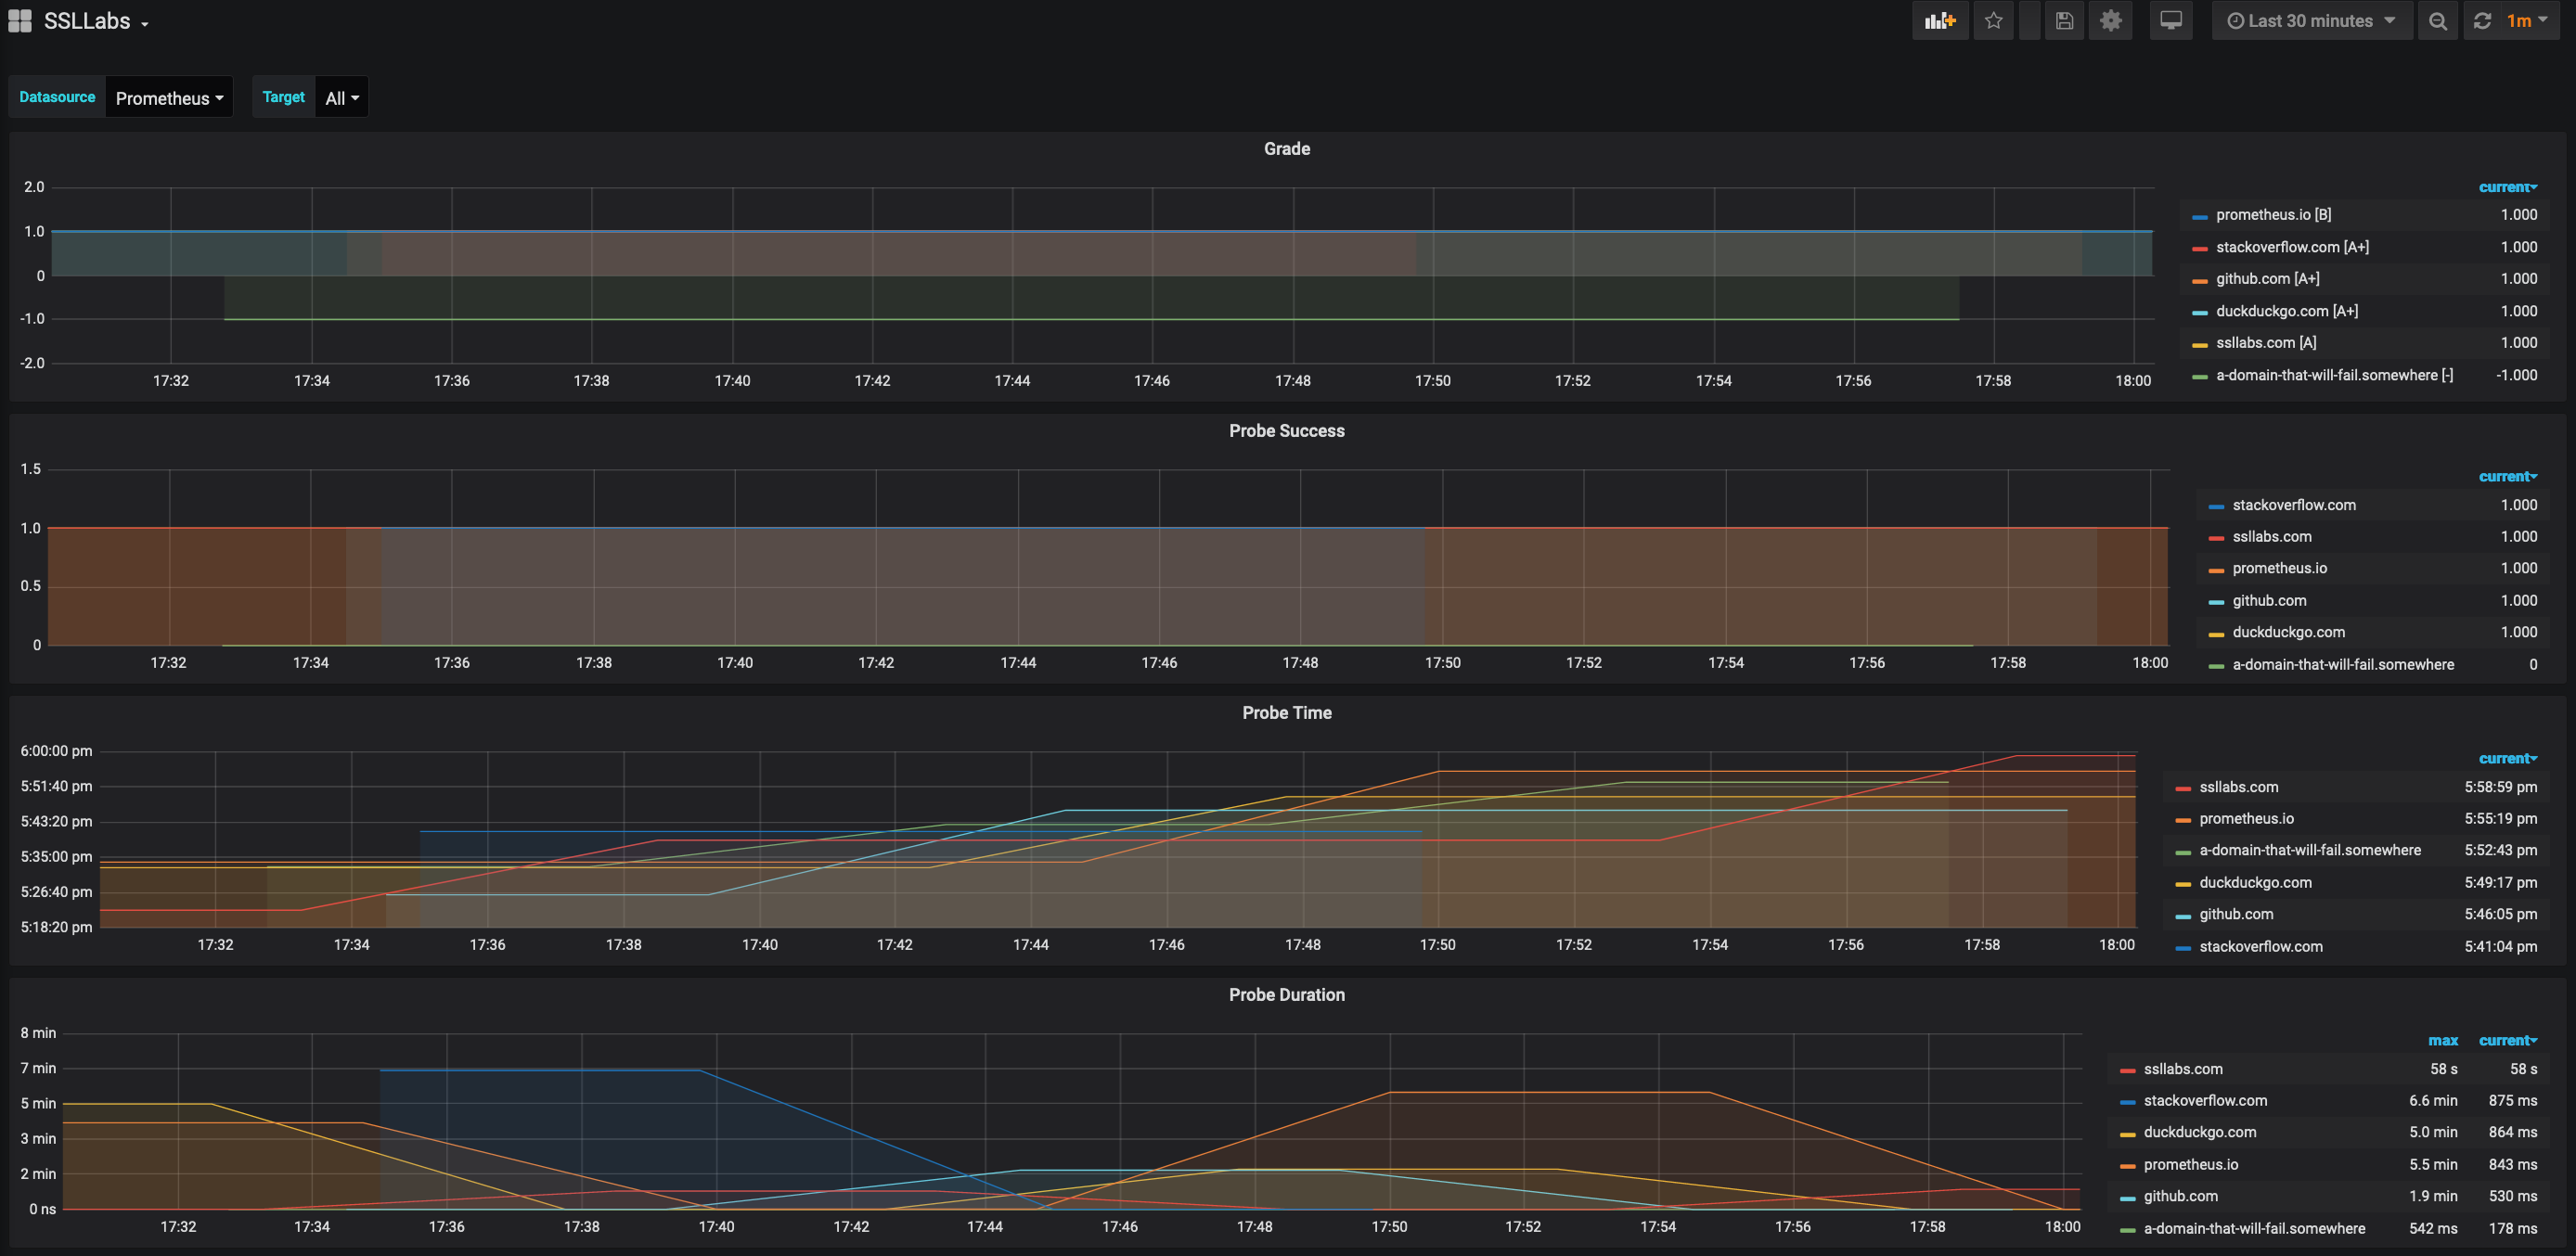 SSLLabs
Last 30 minutes
1m
Datasource Prometheus
Target All
Grade
2.0
1.0
0
-1.0
-2.0
17:32 17:34 17:36 17:38 17:40 17:42 17:44 17:46 17:48 17:50 17:52 17:54 17:56 17:58 18:00
current
prometheus.io [B] 1.000
stackoverflow.com [A+] 1.000
github.com [A+] 1.000
duckduckgo.com [A+] 1.000
ssllabs.com [A] 1.000
a-domain-that-will-fail.somewhere [-] -1.000
Probe Success
1.5
1.0
0.5
0
17:32 17:34 17:36 17:38 17:40 17:42 17:44 17:46 17:48 17:50 17:52 17:54 17:56 17:58 18:00
current
stackoverflow.com 1.000
ssllabs.com 1.000
prometheus.io 1.000
github.com 1.000
duckduckgo.com 1.000
a-domain-that-will-fail.somewhere 0
Probe Time
6:00:00 pm
5:51:40 pm
5:43:20 pm
5:35:00 pm
5:26:40 pm
5:18:20 pm
17:32 17:34 17:36 17:38 17:40 17:42 17:44 17:46 17:48 17:50 17:52 17:54 17:56 17:58 18:00
current
ssllabs.com 5:58:59 pm
prometheus.io 5:55:19 pm
a-domain-that-will-fail.somewhere 5:52:43 pm
duckduckgo.com 5:49:17 pm
github.com 5:46:05 pm
stackoverflow.com 5:41:04 pm
Probe Duration
8 min
7 min
5 min
3 min
2 min
0 ns
17:32 17:34 17:36 17:38 17:40 17:42 17:44 17:46 17:48 17:50 17:52 17:54 17:56 17:58 18:00
max current
ssllabs.com 58 s 58 s
stackoverflow.com 6.6 min 875 ms
duckduckgo.com 5.0 min 864 ms
prometheus.io 5.5 min 843 ms
github.com 1.9 min 530 ms
a-domain-that-will-fail.somewhere 542 ms 178 ms